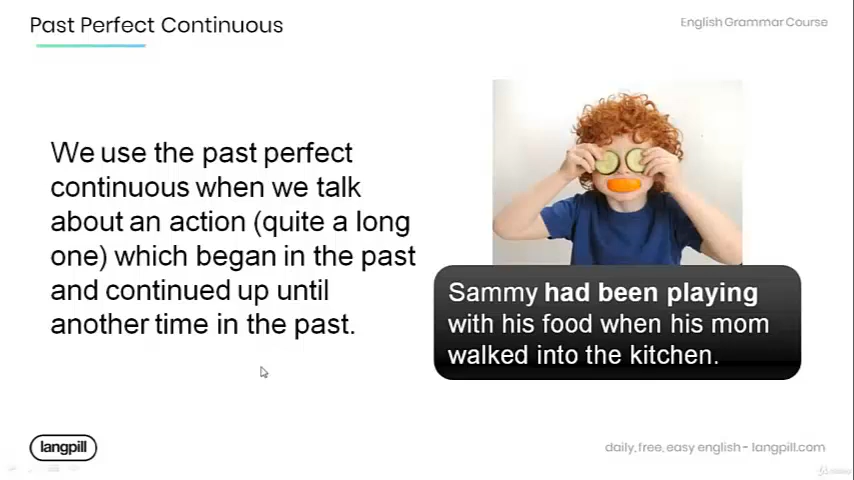 Past Perfect Continuous
English Grammar Course
We use the past perfect
continuous when we talk
about an action (quite a long
one) which began in the past
and continued up until
another time in the past.
Sammy had been playing
with his food when his mom
walked into the kitchen.
langpill
daily, free, easy english - langpill.com